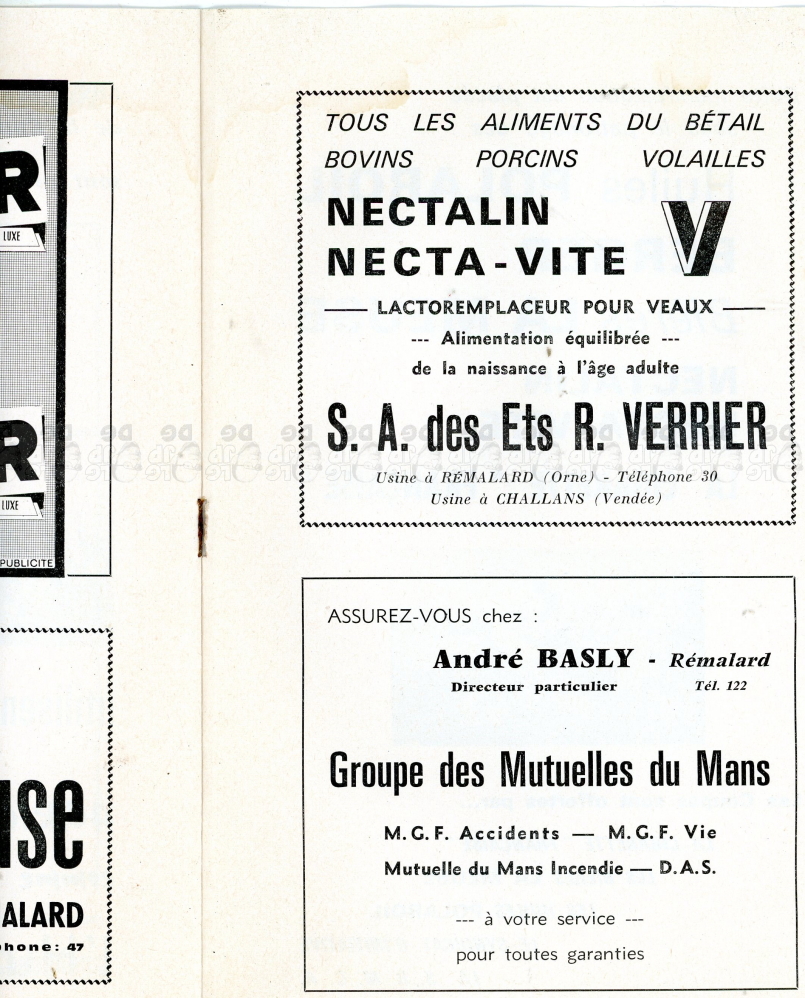 R
LUXE
R
LUXE
PUBLICITE
ALARD
hone: 47
TOUS LES ALIMENTS DU BÉTAIL
BOVINS PORCINS VOLAILLES
NECTALIN
NECTA-VITE
V
LACTOREMPLACEUR POUR VEAUX
--- Alimentation équilibrée ---
de la naissance à l'âge adulte
S. A. des Ets R. VERRIER
Usine à RÉMALARD (Orne) - Téléphone 30
Usine à CHALLANS (Vendée)
ASSUREZ-VOUS chez :
André BASLY - Rémalard
Directeur particulier Tél. 122
Groupe des Mutuelles du Mans
M.G.F. Accidents — M.G.F. Vie
Mutuelle du Mans Incendie — D.A.S.
--- à votre service ---
pour toutes garanties